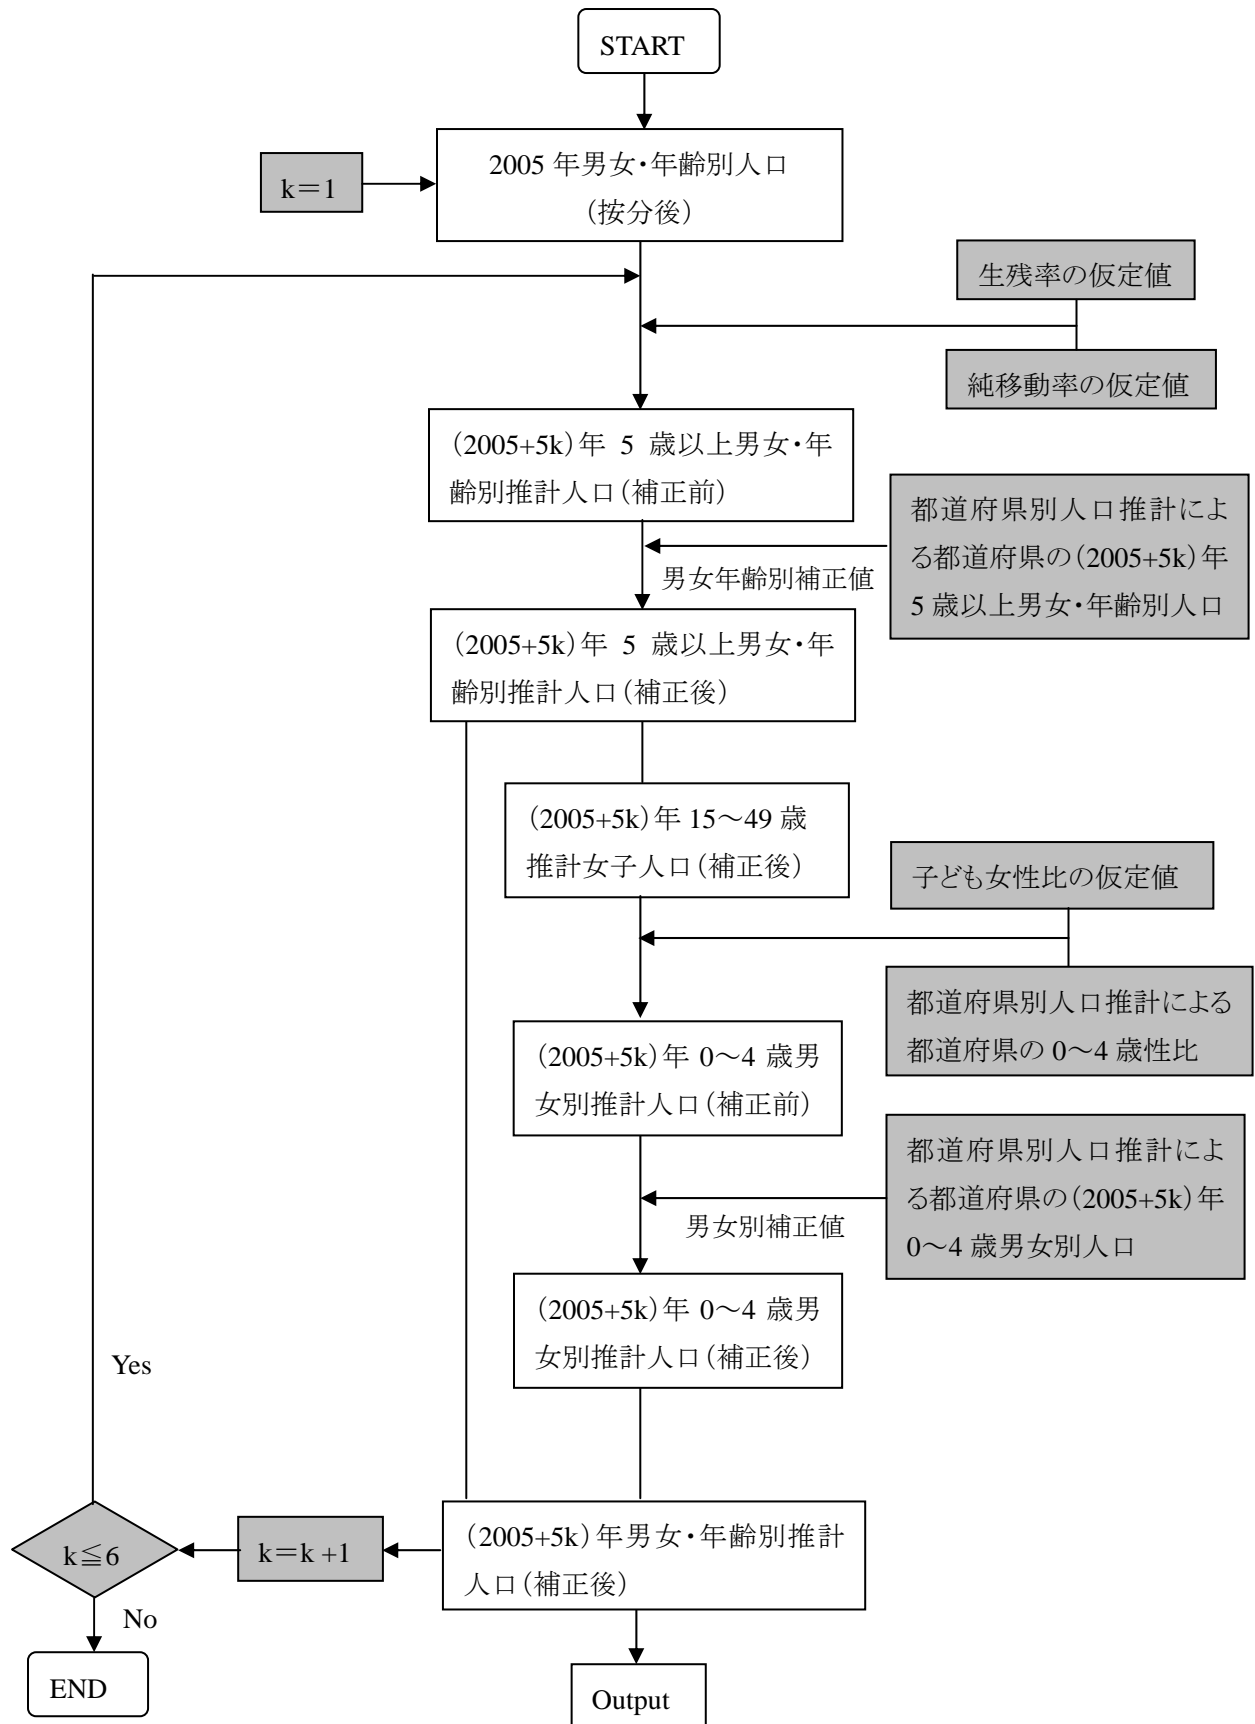 START
2005 年男女・年齢別人口
（按分後）
k＝1
生残率の仮定値
純移動率の仮定値
（2005+5k）年 5 歳以上男女・年
齢別推計人口（補正前）
都道府県別人口推計によ
る都道府県の（2005+5k）年
5 歳以上男女・年齢別人口
男女年齢別補正値
（2005+5k）年 5 歳以上男女・年
齢別推計人口（補正後）
（2005+5k）年 15～49 歳
推計女子人口（補正後）
子ども女性比の仮定値
都道府県別人口推計による
都道府県の 0～4 歳性比
（2005+5k）年 0～4 歳男
女別推計人口（補正前）
都道府県別人口推計によ
る都道府県の（2005+5k）年
0～4 歳男女別人口
男女別補正値
（2005+5k）年 0～4 歳男
女別推計人口（補正後）
Yes
（2005+5k）年男女・年齢別推計
人口（補正後）
k＝k +1
k≦6
No
END
Output